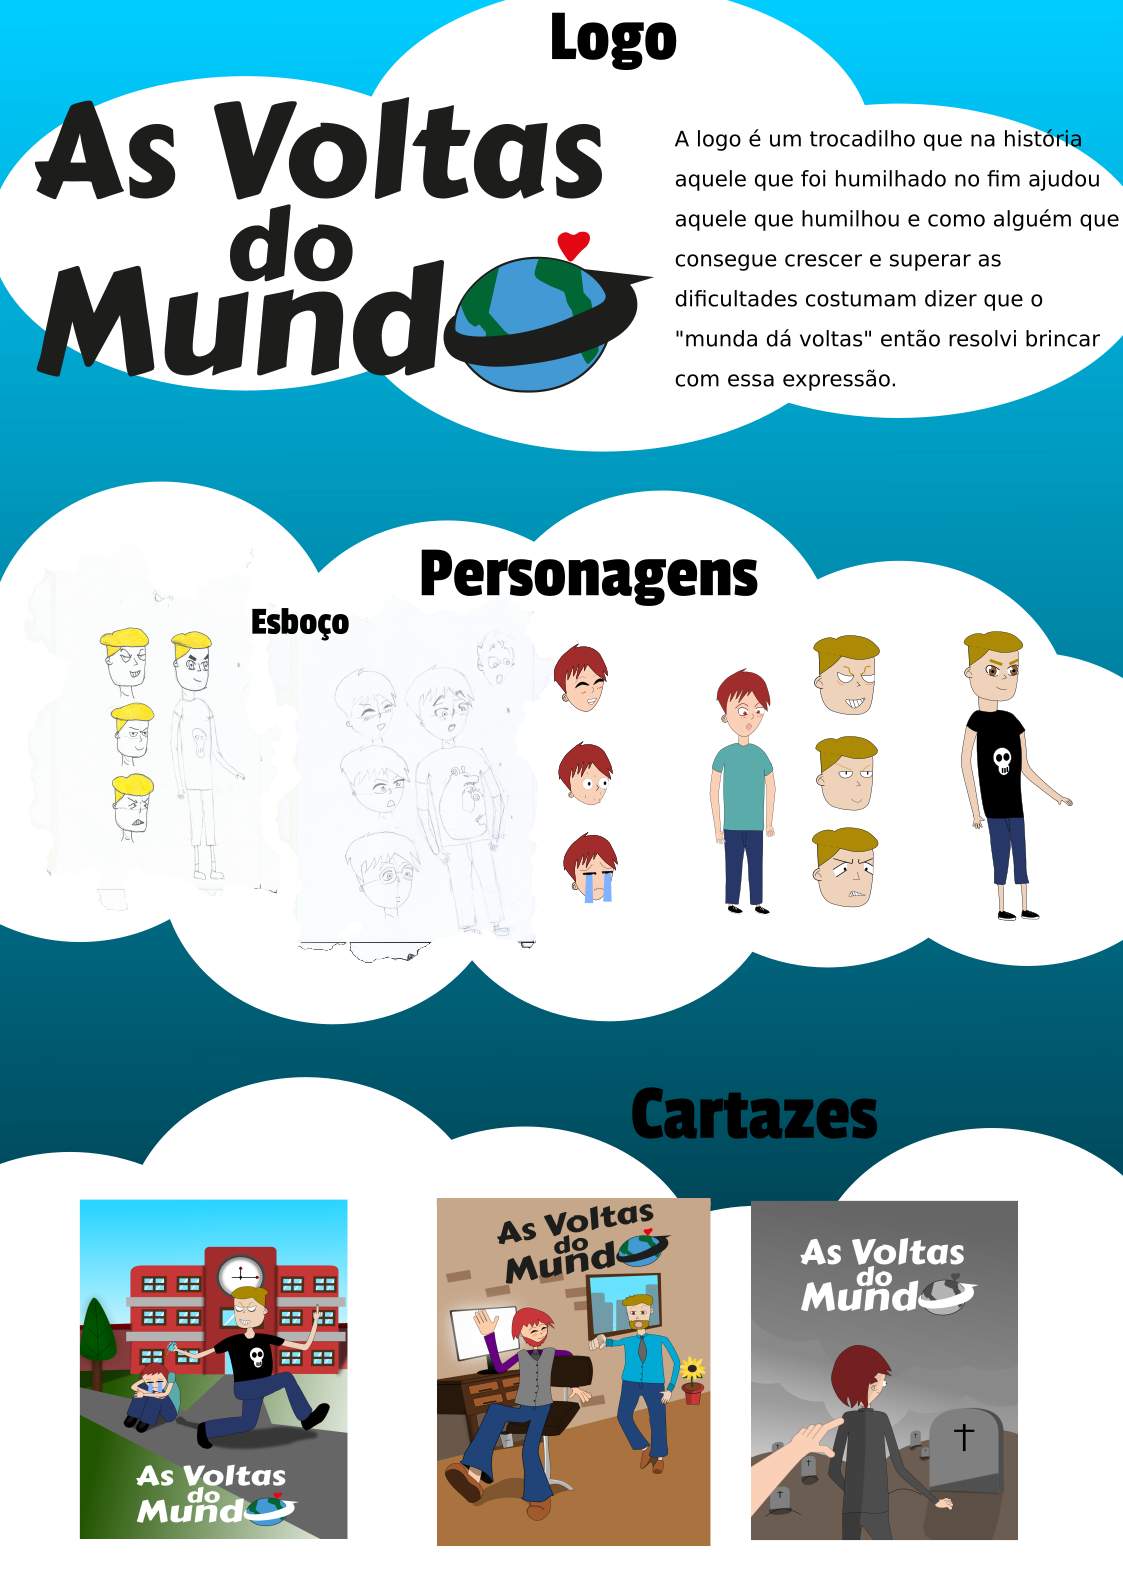 Logo
As Voltas
do
Mundo
A logo é um trocadilho que na história
aquele que foi humilhado no fim ajudou
aquele que humilhou e como alguém que
consegue crescer e superar as
dificultades costumam dizer que o
"munda dá voltas" então resolvi brincar
com essa expressão.
Personagens
Esboço
Cartazes
As Voltas
do
Mundo
As Voltas
do
Mundo
As Voltas
do
Mundo